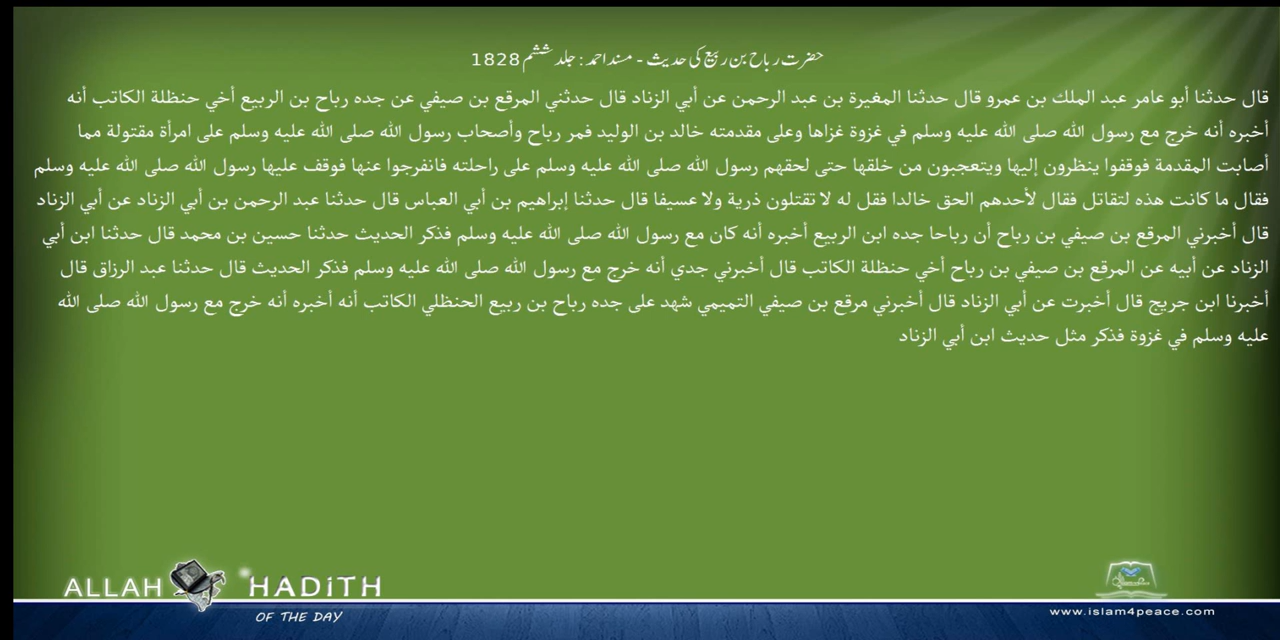 حضرت رباح بن ربیع کی حدیث - مسند احمد : جلد ششم 1828
قال حدثنا أبو عامر عبد الملك بن عمرو قال حدثنا المغيرة بن عبد الرحمن عن أبي الزناد قال حدثني المرقع بن صيفي عن جده رباح بن الربيع أخي حنظلة الكاتب أنه
أخبره أنه خرج مع رسول الله صلى الله عليه وسلم في غزوة غزاها وعلى مقدمته خالد بن الوليد فمر رباح وأصحاب رسول الله صلى الله عليه وسلم على امرأة مقتولة مما
أصابت المقدمة فوقفوا ينظرون إليها ويتعجبون من خلقها حتى لحقهم رسول الله صلى الله عليه وسلم على راحلته فانفرجوا عنها فوقف عليها رسول الله صلى الله عليه وسلم
فقال ما كانت هذه لتقاتل فقال لأحدهم الحق خالدا فقل له لا تقتلون ذرية ولا عسيفا قال حدثنا إبراهيم بن أبي العباس قال حدثنا عبد الرحمن بن أبي الزناد عن أبي الزناد
قال أخبرني المرقع بن صيفي بن رباح أن رباحا جده ابن الربيع أخبره أنه كان مع رسول الله صلى الله عليه وسلم فذكر الحديث حدثنا حسين بن محمد قال حدثنا ابن أبي
الزناد عن أبيه عن المرقع بن صيفي بن رباح أخي حنظلة الكاتب قال أخبرني جدي أنه خرج مع رسول الله صلى الله عليه وسلم فذكر الحديث قال حدثنا عبد الرزاق قال
أخبرنا ابن جريج قال أخبرت عن أبي الزناد قال أخبرني مرقع بن صيفي التميمي شهد على جده رباح بن ربيع الحنظلي الكاتب أنه أخبره أنه خرج مع رسول الله صلى الله
عليه وسلم في غزوة فذكر مثل حديث ابن أبي الزناد
ALLAH HADITH
OF THE DAY
www.islam4peace.com